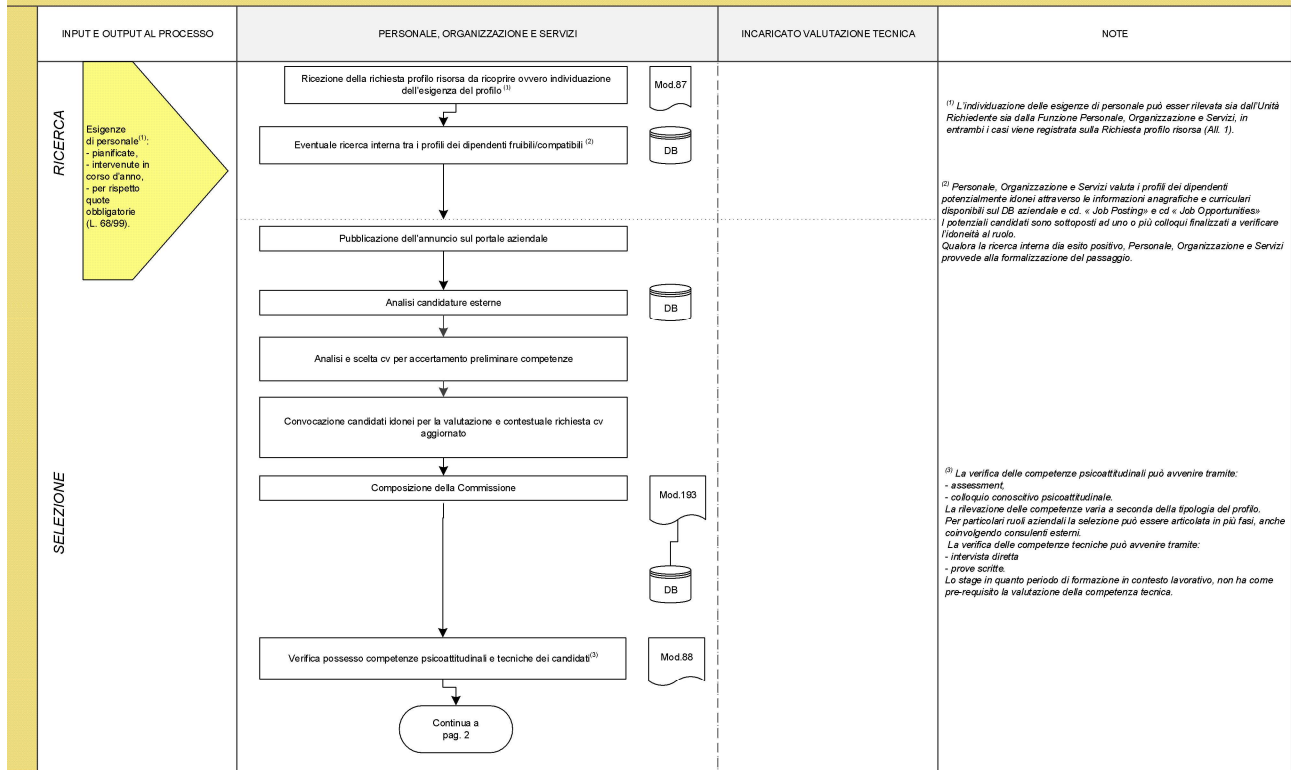 INPUT E OUTPUT AL PROCESSO
PERSONALE, ORGANIZZAZIONE E SERVIZI
INCARICATO VALUTAZIONE TECNICA
NOTE
RICERCA
Esigenze
di personale(1):
- pianificate,
- intervenute in
corso d'anno,
- per rispetto
quote
obbligatorie
(L. 68/99).
Ricezione della richiesta profilo risorsa da ricoprire ovvero individuazione
dell'esigenza del profilo (1)
Mod.87
Eventuale ricerca interna tra i profili dei dipendenti fruibili/compatibili (2)
DB
(1) L'individuazione delle esigenze di personale può esser rilevata sia dall'Unità
Richiedente sia dalla Funzione Personale, Organizzazione e Servizi, in
entrambi i casi viene registrata sulla Richiesta profilo risorsa (All. 1).
(2) Personale, Organizzazione e Servizi valuta i profili dei dipendenti
potenzialmente idonei attraverso le informazioni anagrafiche e curriculari
disponibili sul DB aziendale e cd. « Job Posting» e cd « Job Opportunities»
I potenziali candidati sono sottoposti ad uno o più colloqui finalizzati a verificare
l'idoneità al ruolo.
Qualora la ricerca interna dia esito positivo, Personale, Organizzazione e Servizi
provvede alla formalizzazione del passaggio.
SELEZIONE
Pubblicazione dell'annuncio sul portale aziendale
Analisi candidature esterne
DB
Analisi e scelta cv per accertamento preliminare competenze
Convocazione candidati idonei per la valutazione e contestuale richiesta cv
aggiornato
Composizione della Commissione
Mod.193
DB
Verifica possesso competenze psicoattitudinali e tecniche dei candidati(3)
Mod.88
Continua a
pag. 2
(3) La verifica delle competenze psicoattitudinali può avvenire tramite:
- assessment,
- colloquio conoscitivo psicoattitudinale.
La rilevazione delle competenze varia a seconda della tipologia del profilo.
Per particolari ruoli aziendali la selezione può essere articolata in più fasi, anche
coinvolgendo consulenti esterni.
La verifica delle competenze tecniche può avvenire tramite:
- intervista diretta
- prove scritte.
Lo stage in quanto periodo di formazione in contesto lavorativo, non ha come
pre-requisito la valutazione della competenza tecnica.